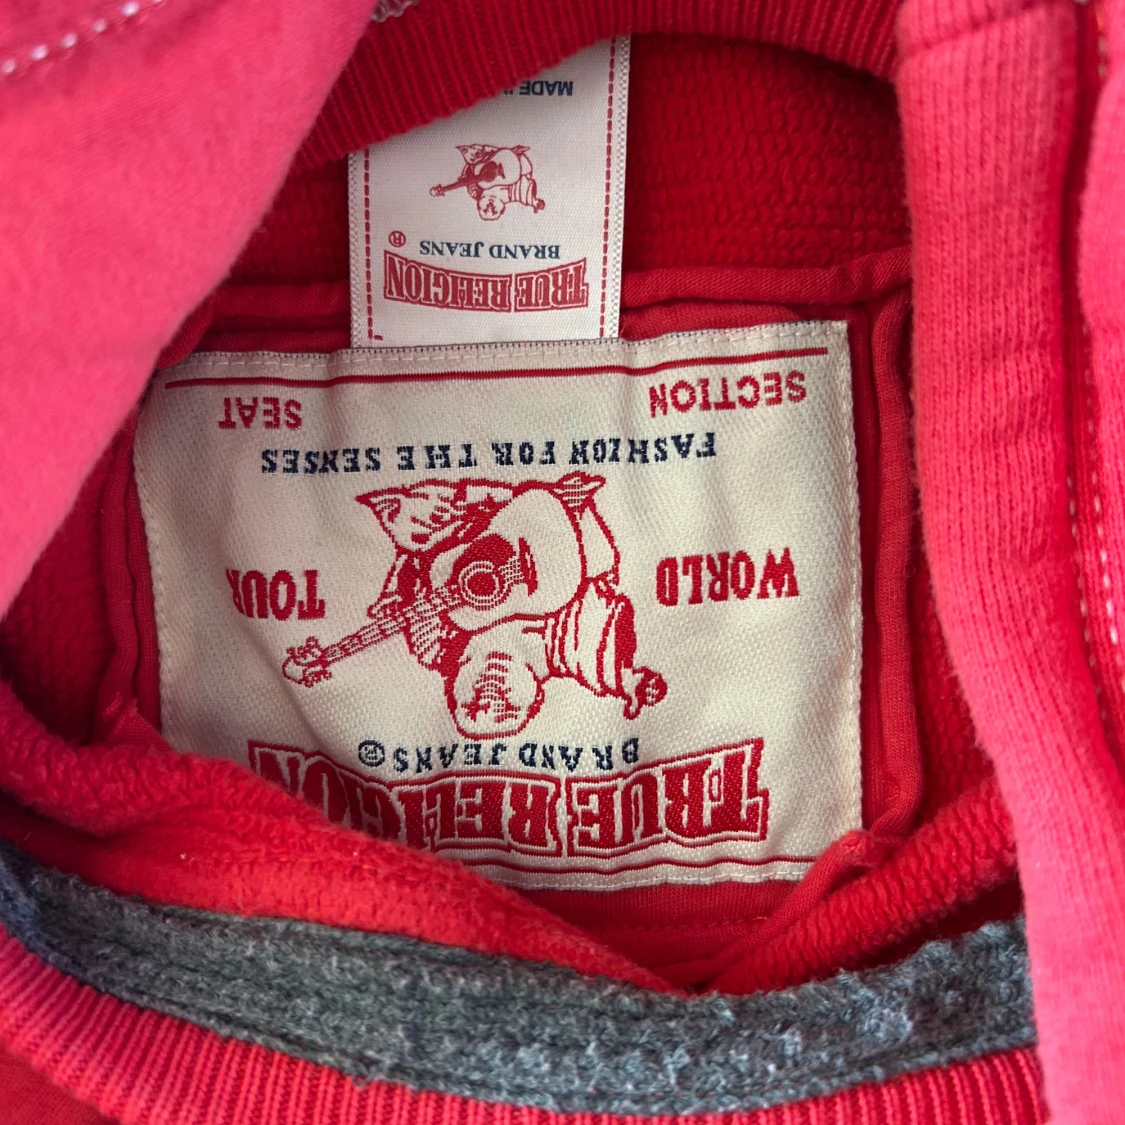 TRUE RELIGION
BRAND JEANS®
WORLD TOUR
FASHION FOR THE SENSES
SECTION SEAT
TRUE RELIGION
BRAND JEANS ®
MADE